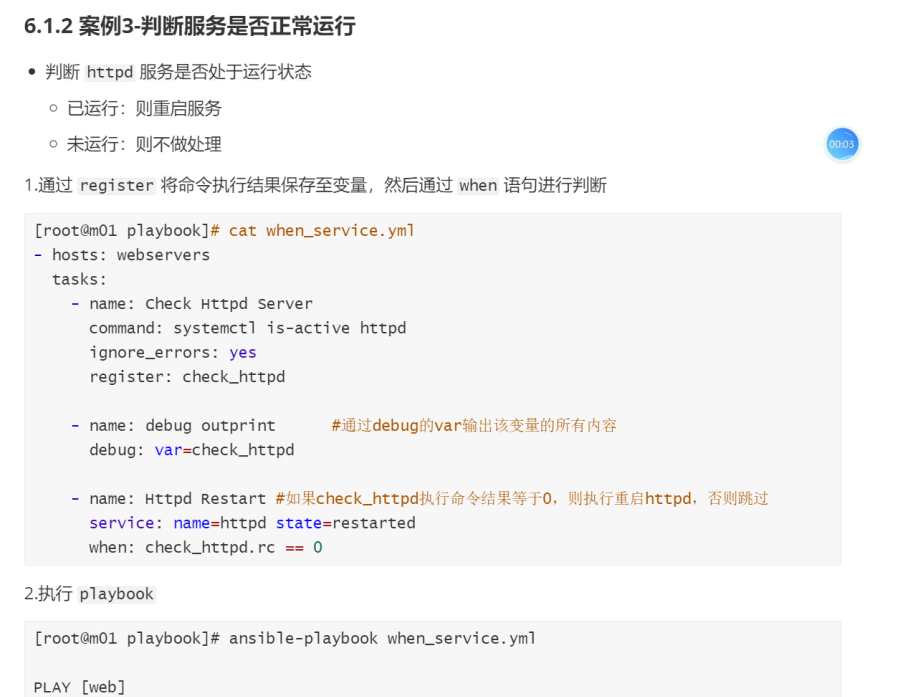 6.1.2 案例3-判断服务是否正常运行
判断 httpd 服务是否处于运行状态
已运行：则重启服务
未运行：则不做处理
00:03
1.通过 register 将命令执行结果保存至变量，然后通过 when 语句进行判断
[root@m01 playbook]# cat when_service.yml
- hosts: webservers
  tasks:
    - name: Check Httpd Server
      command: systemctl is-active httpd
      ignore_errors: yes
      register: check_httpd
    - name: debug outprint      #通过debug的var输出该变量的所有内容
      debug: var=check_httpd
    - name: Httpd Restart #如果check_httpd执行命令结果等于0，则执行重启httpd，否则跳过
      service: name=httpd state=restarted
      when: check_httpd.rc == 0
2.执行 playbook
[root@m01 playbook]# ansible-playbook when_service.yml
PLAY [web]